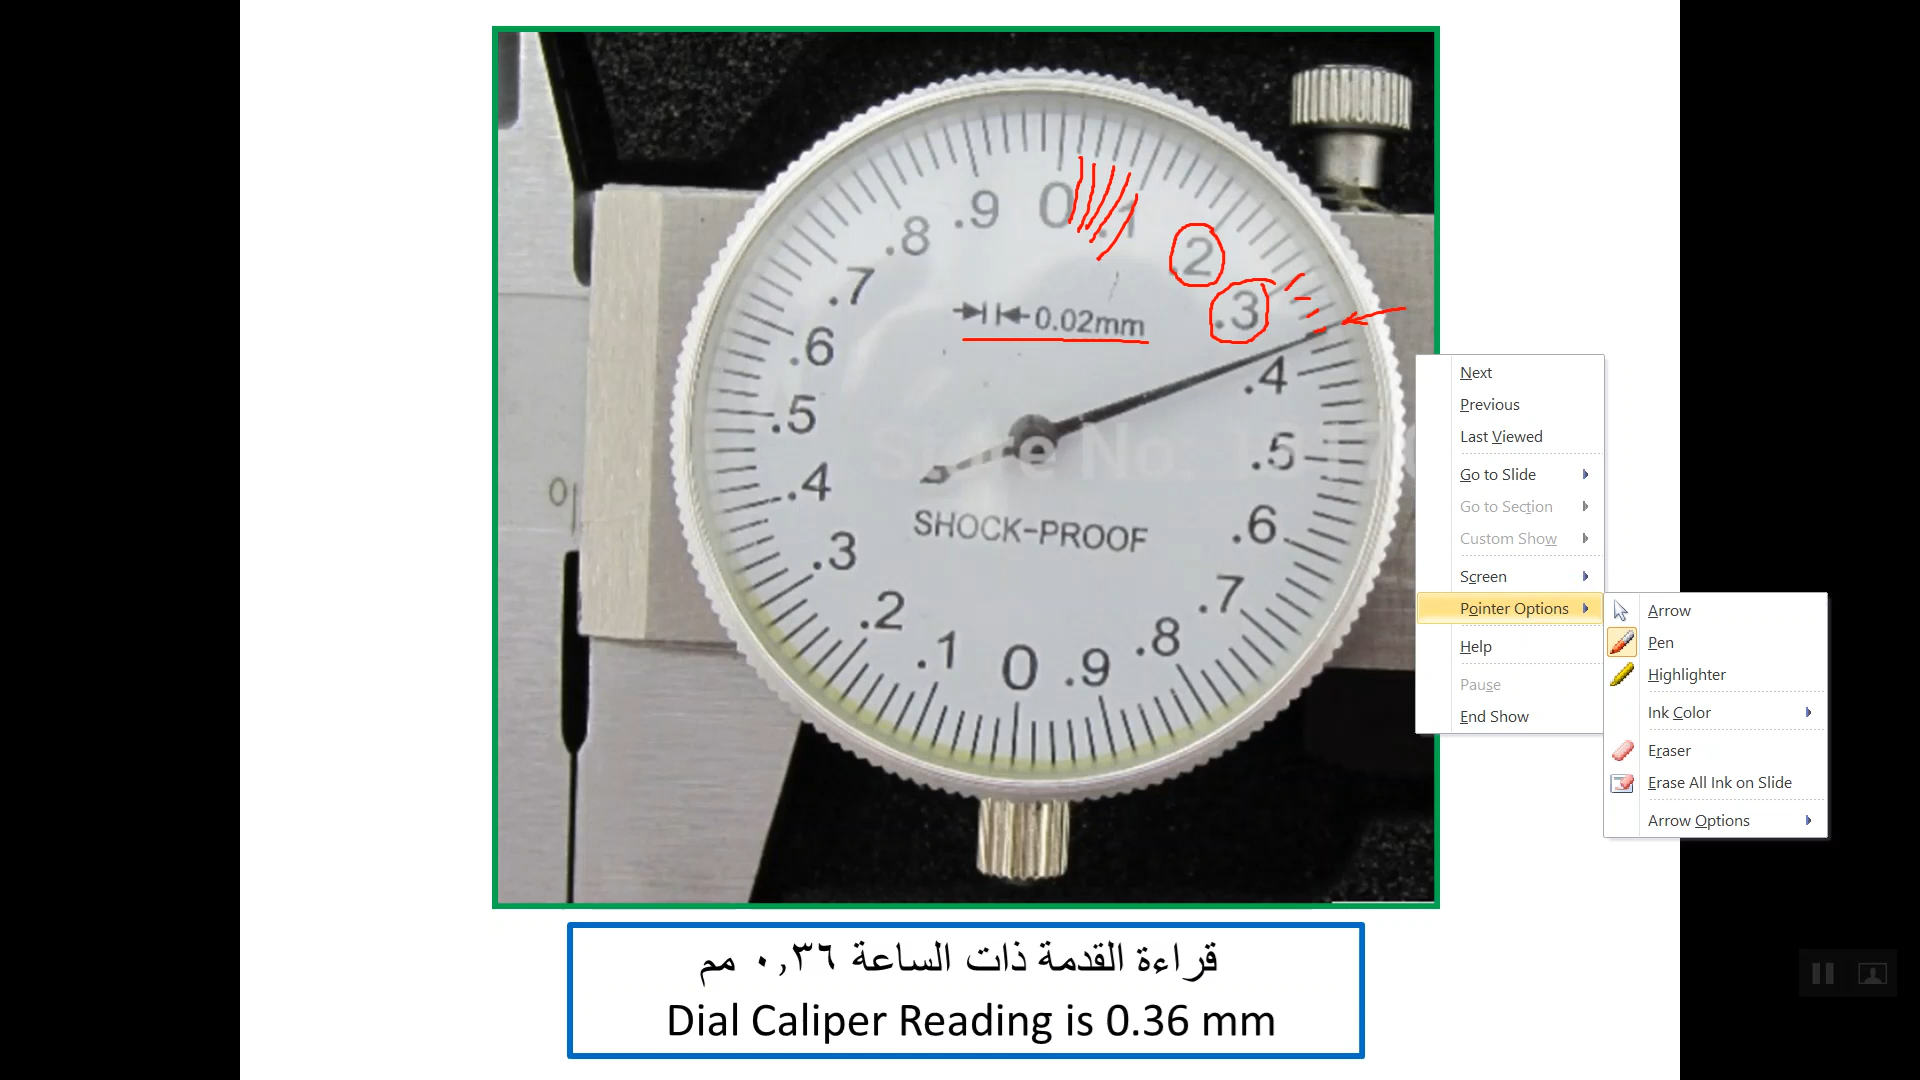 0
.1
.2
.3
.4
.5
.6
.7
.8
.9
0
.1
.2
.3
.4
.5
.6
.7
.8
.9
0.02mm
Store No:
SHOCK-PROOF
0
Next
Previous
Last Viewed
Go to Slide
Go to Section
Custom Show
Screen
Pointer Options
Help
Pause
End Show
Arrow
Pen
Highlighter
Ink Color
Eraser
Erase All Ink on Slide
Arrow Options
قراءة القدمة ذات الساعة ٠,٣٦ مم
Dial Caliper Reading is 0.36 mm